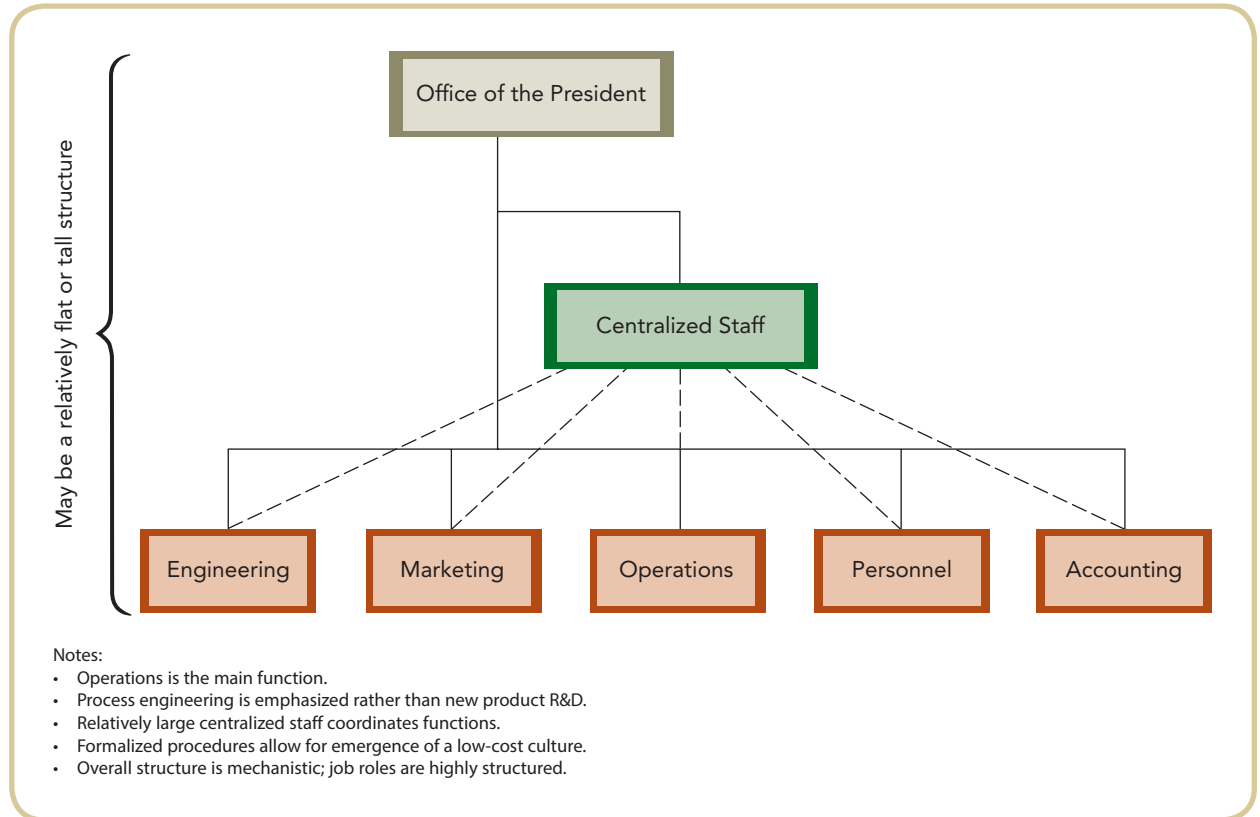 Office of the President
May be a relatively flat or tall structure
Centralized Staff
Engineering
Marketing
Operations
Personnel
Accounting
Notes:
• Operations is the main function.
• Process engineering is emphasized rather than new product R&D.
• Relatively large centralized staff coordinates functions.
• Formalized procedures allow for emergence of a low-cost culture.
• Overall structure is mechanistic; job roles are highly structured.